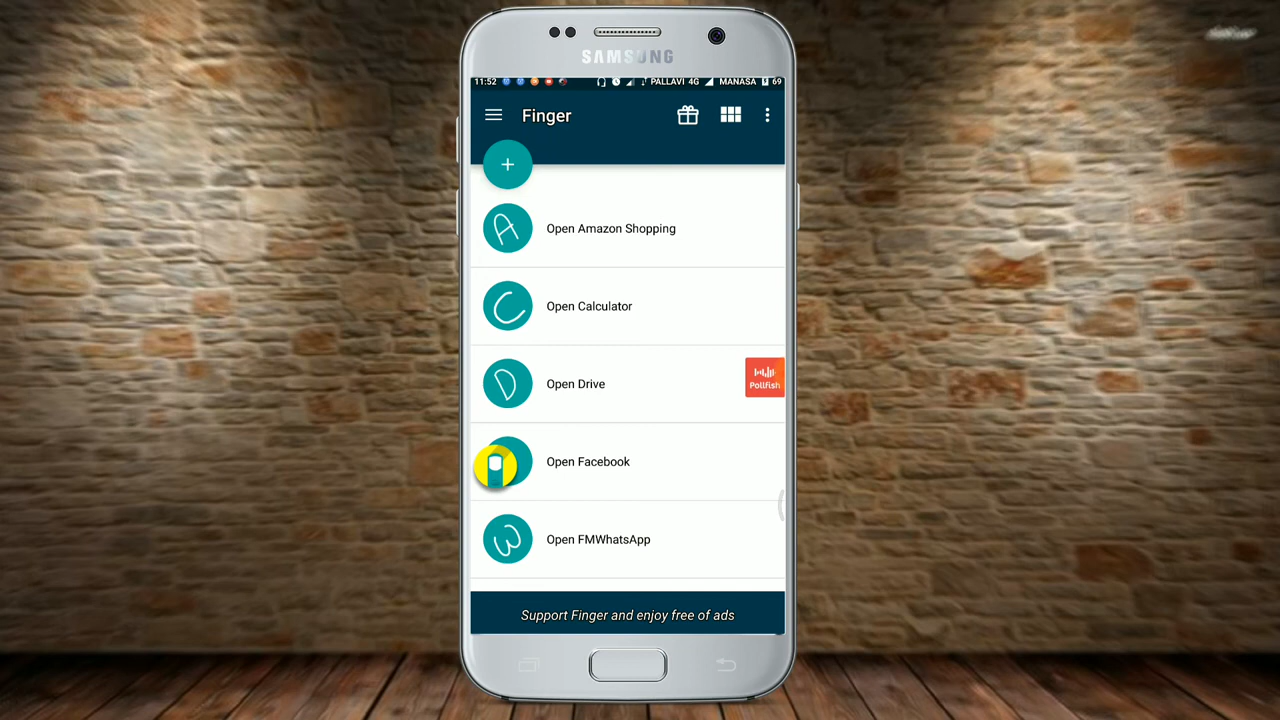 SAMSUNG
11:52 PALLAVI 4G MANASA 69
Finger
+
A Open Amazon Shopping
C Open Calculator
D Open Drive
Pollfish
Open Facebook
W Open FMWhatsApp
Support Finger and enjoy free of ads